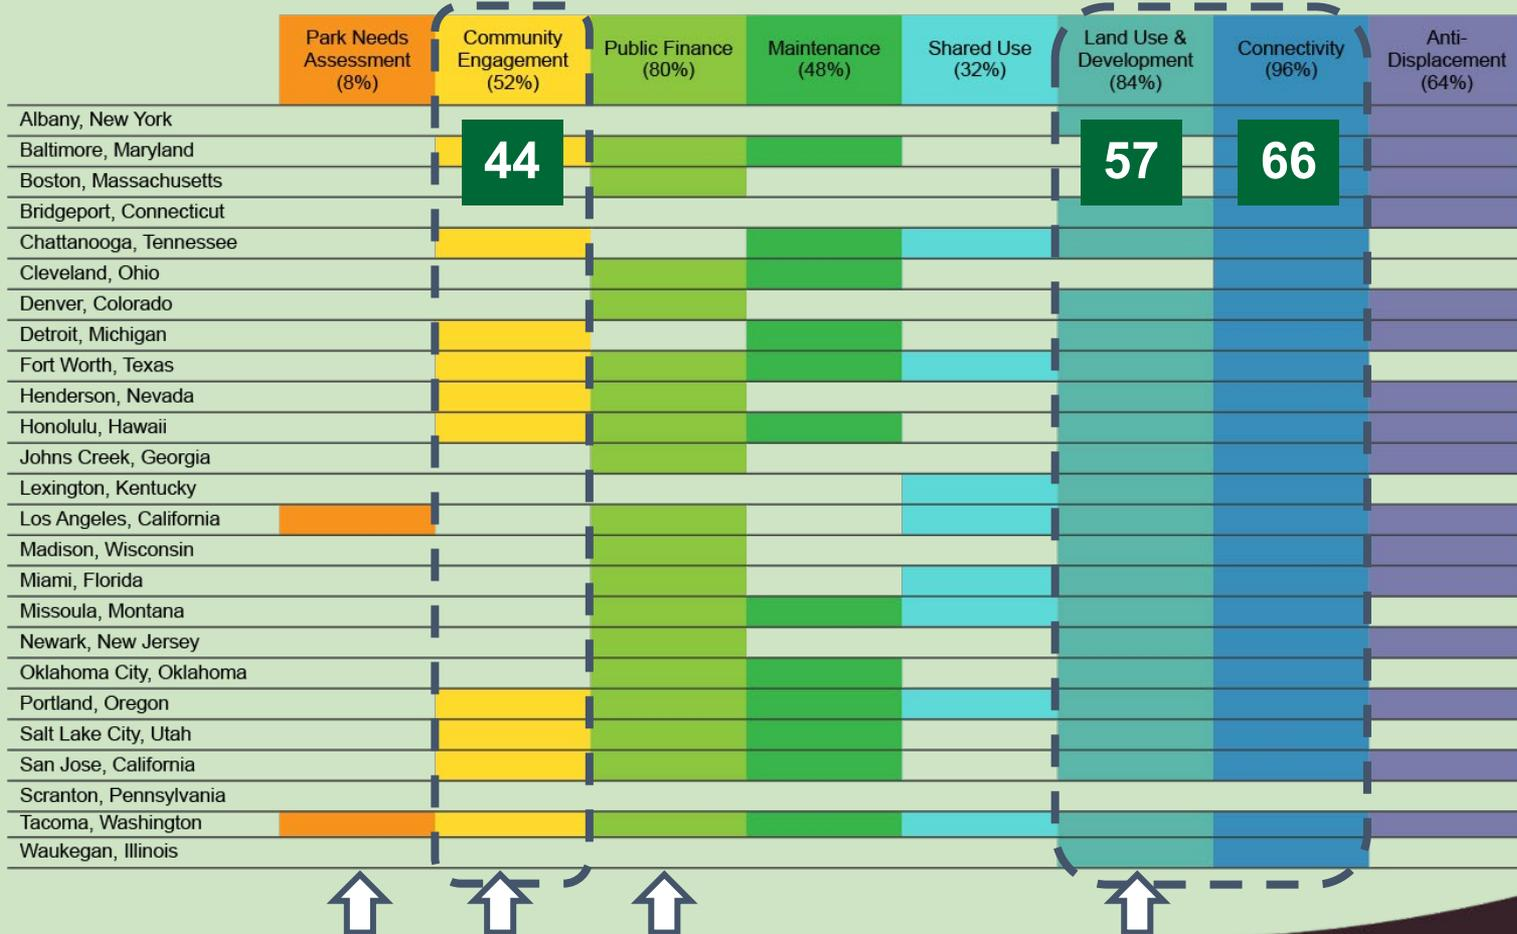 Park Needs
Assessment
(8%)
Community
Engagement
(52%)
Public Finance
(80%)
Maintenance
(48%)
Shared Use
(32%)
Land Use &
Development
(84%)
Connectivity
(96%)
Anti-
Displacement
(64%)
Albany, New York
Baltimore, Maryland
44
57
66
Boston, Massachusetts
Bridgeport, Connecticut
Chattanooga, Tennessee
Cleveland, Ohio
Denver, Colorado
Detroit, Michigan
Fort Worth, Texas
Henderson, Nevada
Honolulu, Hawaii
Johns Creek, Georgia
Lexington, Kentucky
Los Angeles, California
Madison, Wisconsin
Miami, Florida
Missoula, Montana
Newark, New Jersey
Oklahoma City, Oklahoma
Portland, Oregon
Salt Lake City, Utah
San Jose, California
Scranton, Pennsylvania
Tacoma, Washington
Waukegan, Illinois